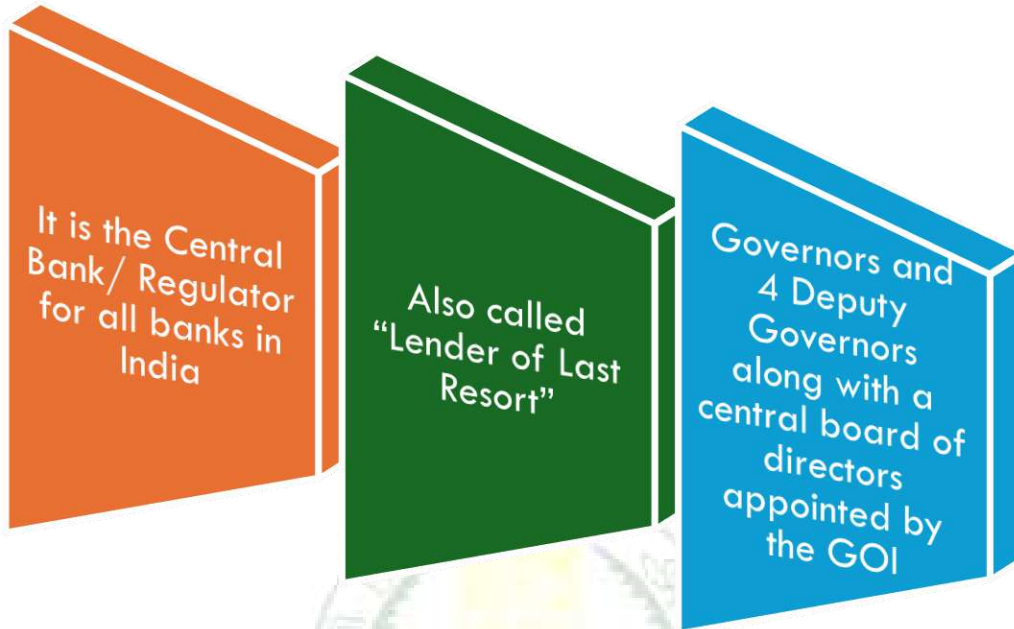 It is the Central
Bank/ Regulator
for all banks in
India
Also called
“Lender of Last
Resort”
Governors and
4 Deputy
Governors
along with a
central board of
directors
appointed by
the GOI